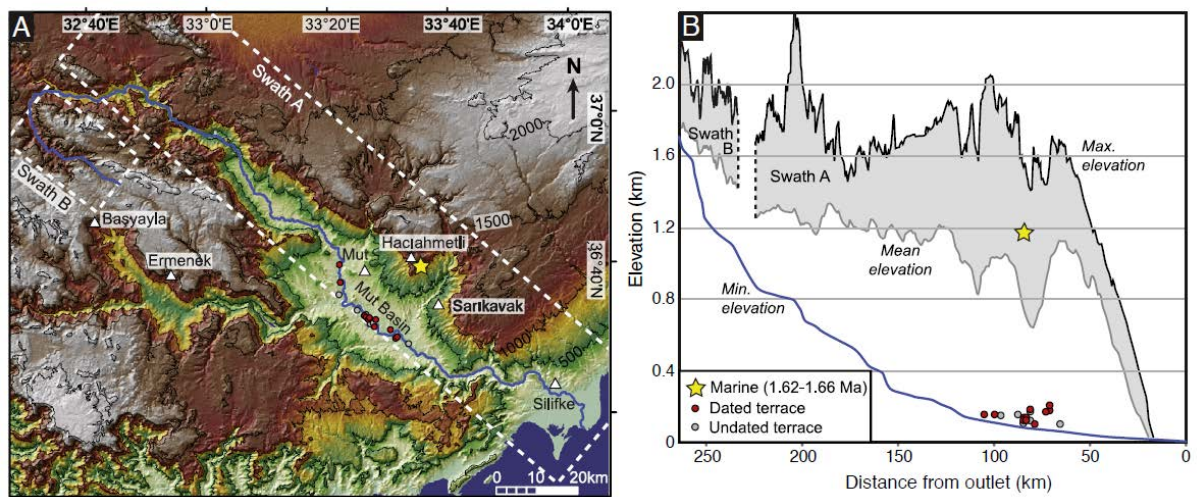 A
32°40'E
33°0'E
33°20'E
33°40'E
34°0'E
Swath A
N
37°0'N
2000
Swath B
1500
Başyayla
Hacıahmetli
Mut
Ermenek
36°40'N
Sarıkavak
Mut Basin
1000
500
Silifke
0 10 20km
B
Elevation (km)
2.0
1.6
1.2
0.8
0.4
0
Swath
B
Swath A
Max.
elevation
Mean
elevation
Min.
elevation
Marine (1.62-1.66 Ma)
Dated terrace
Undated terrace
250 200 150 100 50 0
Distance from outlet (km)